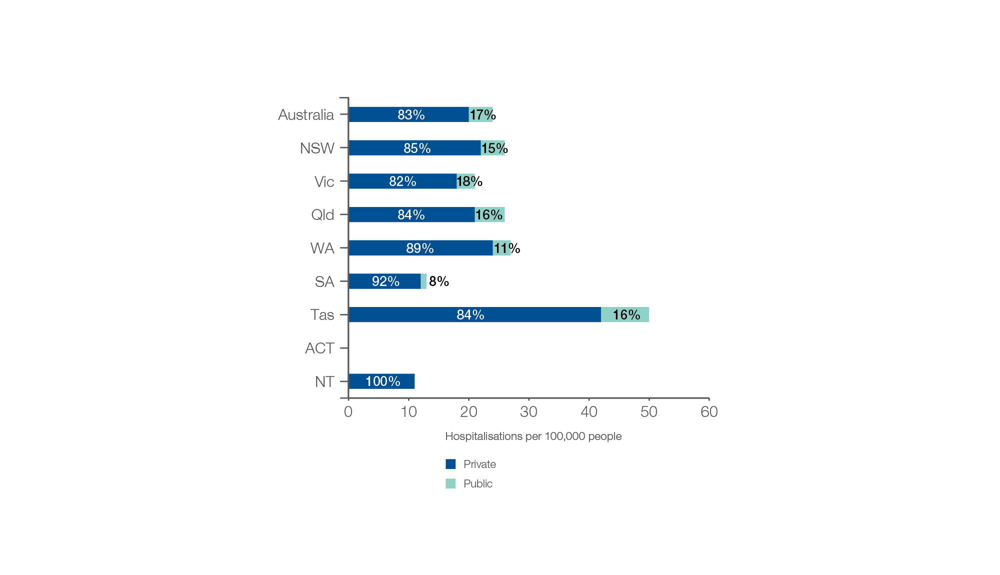 Australia 83% 17%
NSW 85% 15%
Vic 82% 18%
Qld 84% 16%
WA 89% 11%
SA 92% 8%
Tas 84% 16%
ACT
NT 100%
0 10 20 30 40 50 60
Hospitalisations per 100,000 people
Private
Public